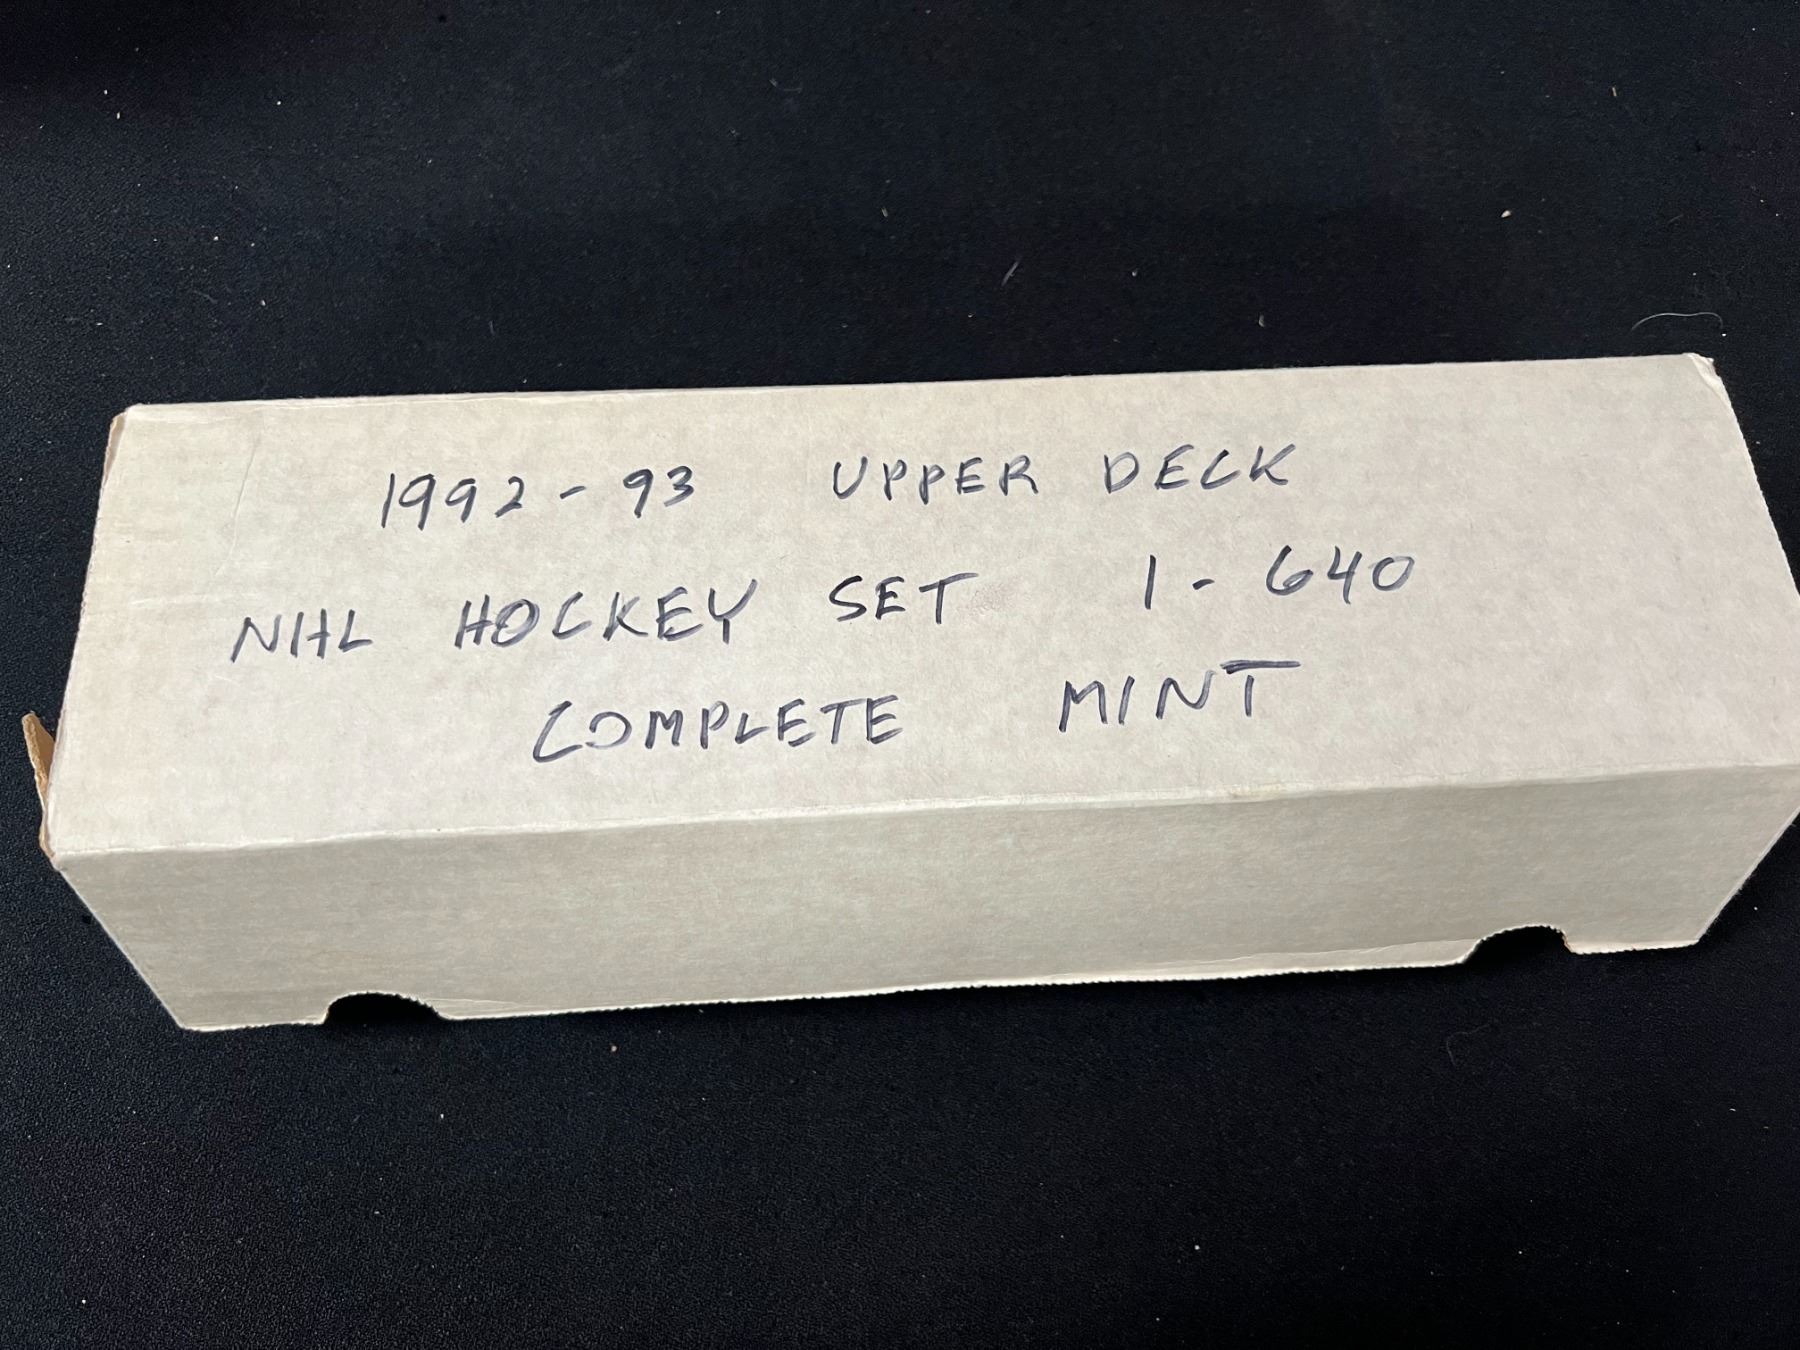 1992-93 UPPER DECK
NHL HOCKEY SET 1-640
COMPLETE MINT